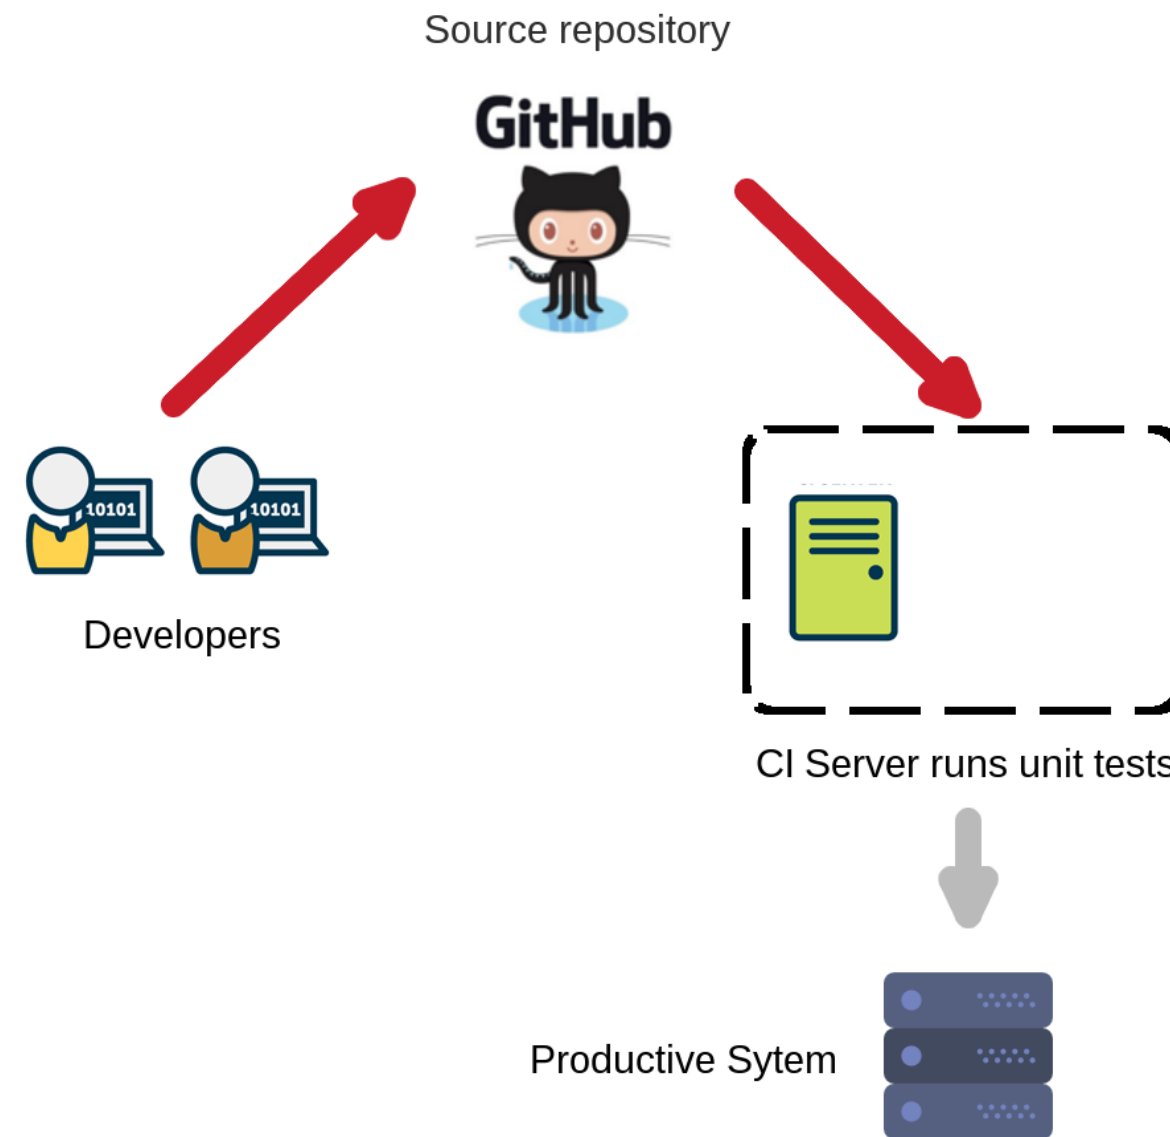 Source repository
GitHub
10101
10101
Developers
CI Server runs unit tests
Productive Sytem